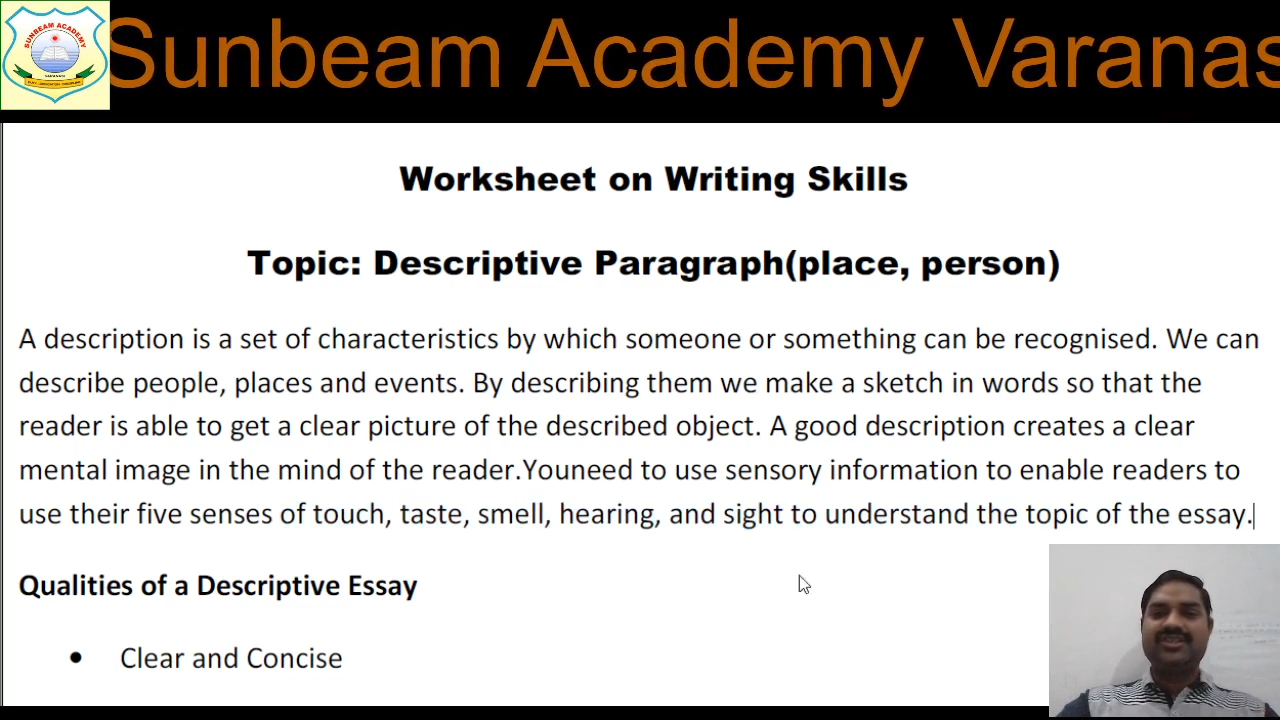 SUNBEAM ACADEMY
Sunbeam Academy Varanas
Worksheet on Writing Skills
Topic: Descriptive Paragraph(place, person)
A description is a set of characteristics by which someone or something can be recognised. We can
describe people, places and events. By describing them we make a sketch in words so that the
reader is able to get a clear picture of the described object. A good description creates a clear
mental image in the mind of the reader.Youneed to use sensory information to enable readers to
use their five senses of touch, taste, smell, hearing, and sight to understand the topic of the essay.
Qualities of a Descriptive Essay
• Clear and Concise